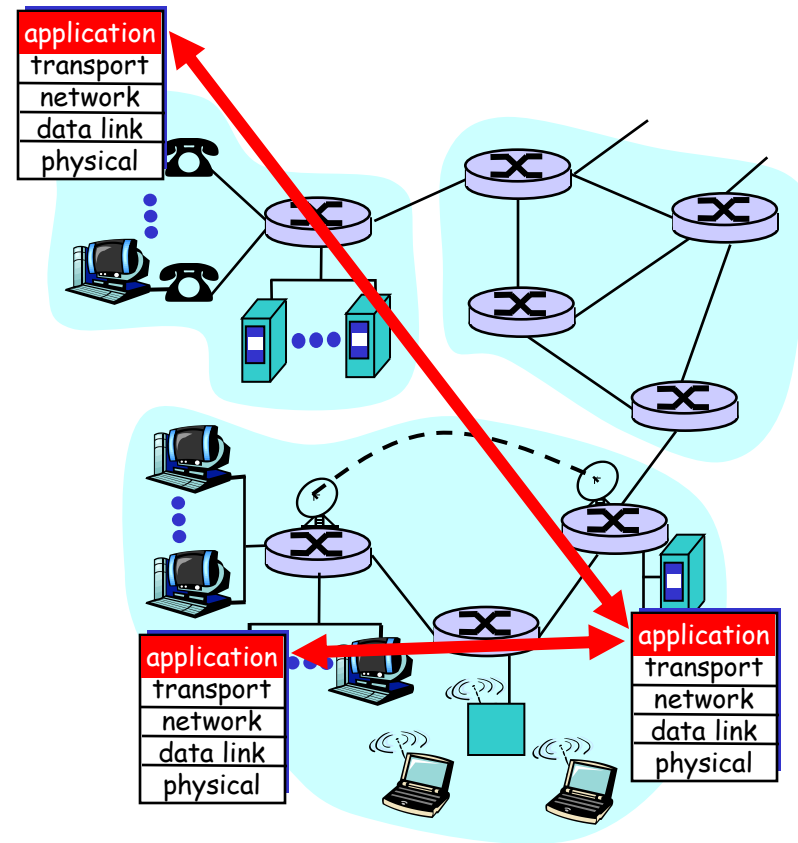 application
transport
network
data link
physical
application
transport
network
data link
physical
application
transport
network
data link
physical